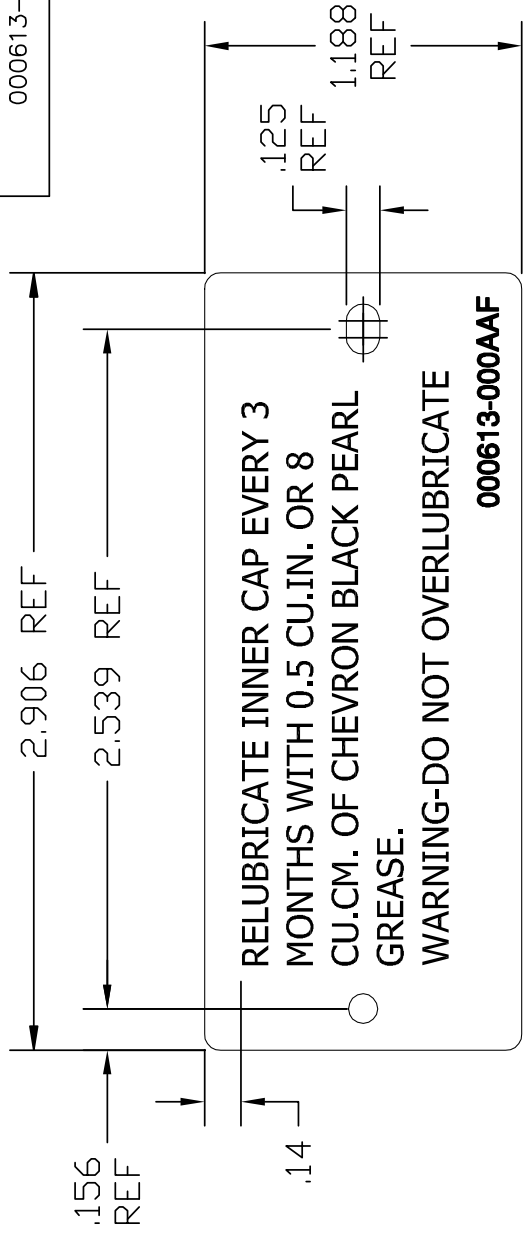 000613-
2.906 REF
2.539 REF
.156
REF
.14
.125
REF
1.188
REF
RELUBRICATE INNER CAP EVERY 3
MONTHS WITH 0.5 CU.IN. OR 8
CU.CM. OF CHEVRON BLACK PEARL
GREASE.
WARNING-DO NOT OVERLUBRICATE
000613-000AAF